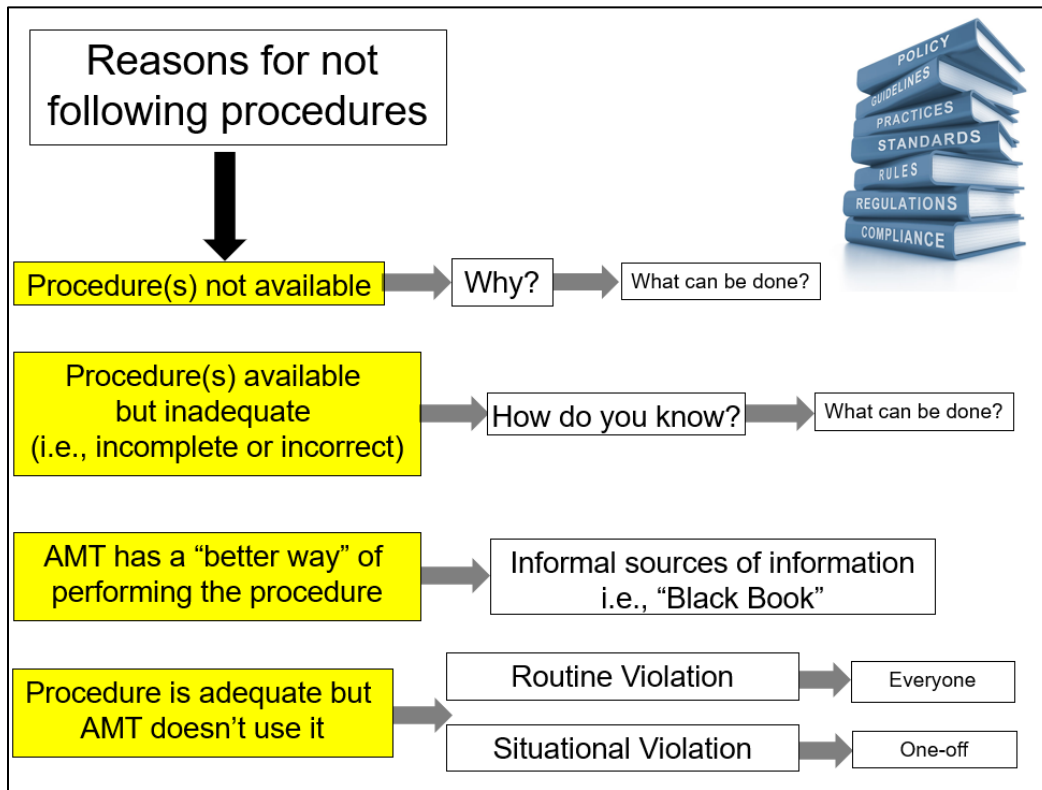 Reasons for not
following procedures
POLICY
GUIDELINES
PRACTICES
STANDARDS
RULES
REGULATIONS
COMPLIANCE
Procedure(s) not available
Why?
What can be done?
Procedure(s) available
but inadequate
(i.e., incomplete or incorrect)
How do you know?
What can be done?
AMT has a “better way” of
performing the procedure
Informal sources of information
i.e., “Black Book”
Procedure is adequate but
AMT doesn’t use it
Routine Violation
Everyone
Situational Violation
One-off